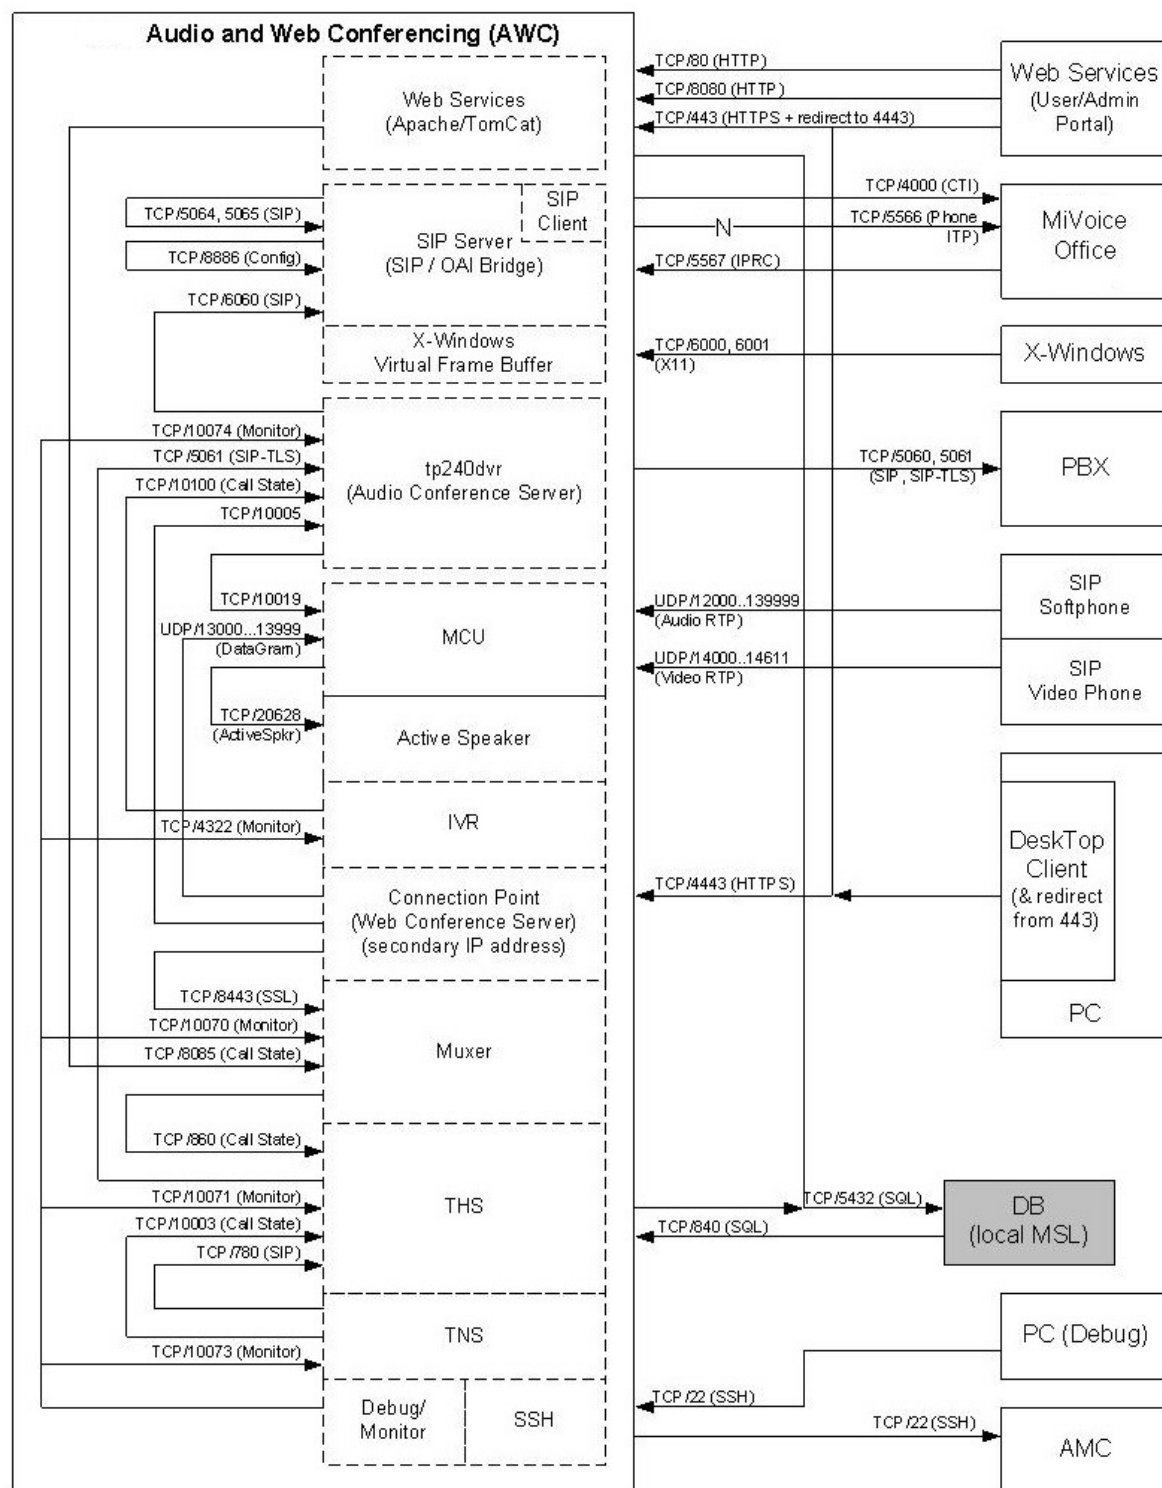 Audio and Web Conferencing (AWC)
Web Services
(Apache/TomCat)
TCP/80 (HTTP)
TCP/8080 (HTTP)
TCP/443 (HTTPS + redirect to 4443)
Web Services
(User/Admin
Portal)
TCP/5064, 5065 (SIP)
TCP/8886 (Config)
TCP/6060 (SIP)
SIP
Client
SIP Server
(SIP / OAI Bridge)
X-Windows
Virtual Frame Buffer
TCP/4000 (CTI)
N
TCP/5566 (Phone
ITP)
TCP/5567 (IPRC)
MiVoice
Office
TCP/6000, 6001
(X11)
X-Windows
TCP/10074 (Monitor)
TCP/5061 (SIP-TLS)
TCP/10100 (Call State)
TCP/10005
tp240dvr
(Audio Conference Server)
TCP/5060, 5061
(SIP, SIP-TLS)
PBX
TCP/10019
UDP/13000...13999
(DataGram)
MCU
UDP/12000..139999
(Audio RTP)
SIP
Softphone
UDP/14000..14611
(Video RTP)
SIP
Video Phone
TCP/20628
(ActiveSpkr)
Active Speaker
TCP/4322 (Monitor)
IVR
Connection Point
(Web Conference Server)
(secondary IP address)
TCP/4443 (HTTPS)
DeskTop
Client
(& redirect
from 443)
PC
TCP/8443 (SSL)
TCP/10070 (Monitor)
TCP/8085 (Call State)
Muxer
TCP/860 (Call State)
TCP/10071 (Monitor)
TCP/10003 (Call State)
TCP/780 (SIP)
THS
TCP/5432 (SQL)
TCP/840 (SQL)
DB
(local MSL)
TNS
TCP/10073 (Monitor)
PC (Debug)
Debug/
Monitor
SSH
TCP/22 (SSH)
TCP/22 (SSH)
AMC